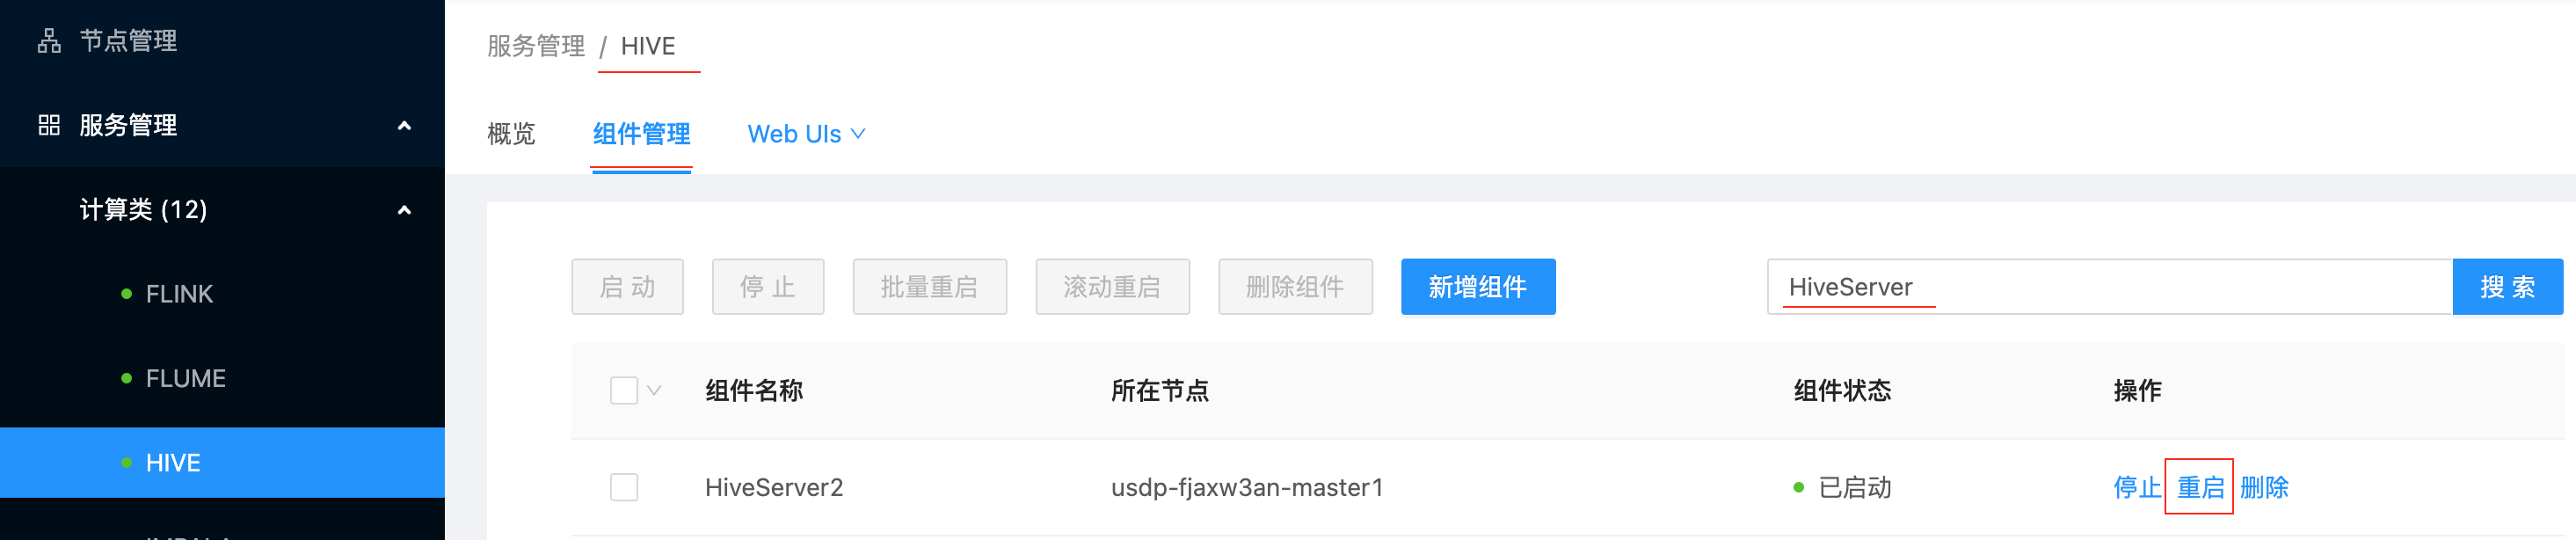 节点管理
服务管理
计算类 (12)
FLINK
FLUME
HIVE
服务管理 / HIVE
概览 组件管理 Web UIs
启 动 停 止 批量重启 滚动重启 删除组件 新增组件 HiveServer 搜 索
组件名称 所在节点 组件状态 操作
HiveServer2 usdp-fjaxw3an-master1 已启动 停止 重启 删除